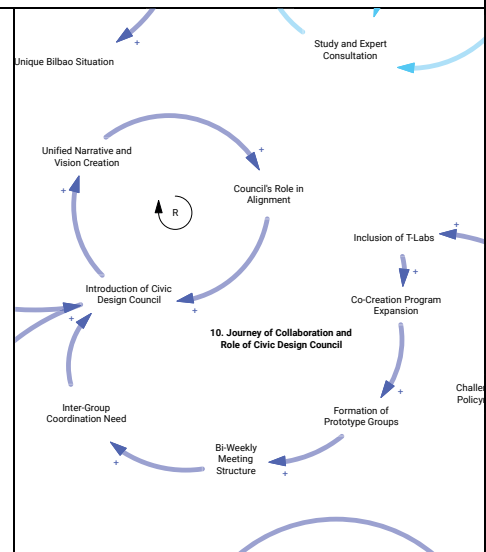 Study and Expert
Consultation
Unique Bilbao Situation
+
+
Unified Narrative and
Vision Creation
+
Council's Role in
Alignment
R
+
Inclusion of T-Labs
+
Introduction of Civic
Design Council
+
+
Co-Creation Program
Expansion
10. Journey of Collaboration and
Role of Civic Design Council
+
Inter-Group
Coordination Need
Formation of
Prototype Groups
Bi-Weekly
Meeting
Structure
+
+